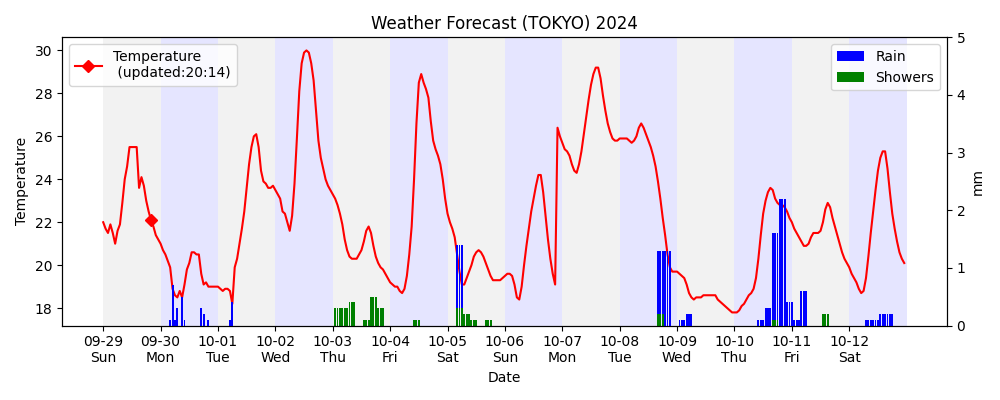 Weather Forecast (TOKYO) 2024
Temperature
(updated:20:14)
Rain
Showers
Temperature
30
28
26
24
22
20
18
5
4
3
2
1
0
mm
09-29 09-30 10-01 10-02 10-03 10-04 10-05 10-06 10-07 10-08 10-09 10-10 10-11 10-12
Sun Mon Tue Wed Thu Fri Sat Sun Mon Tue Wed Thu Fri Sat
Date